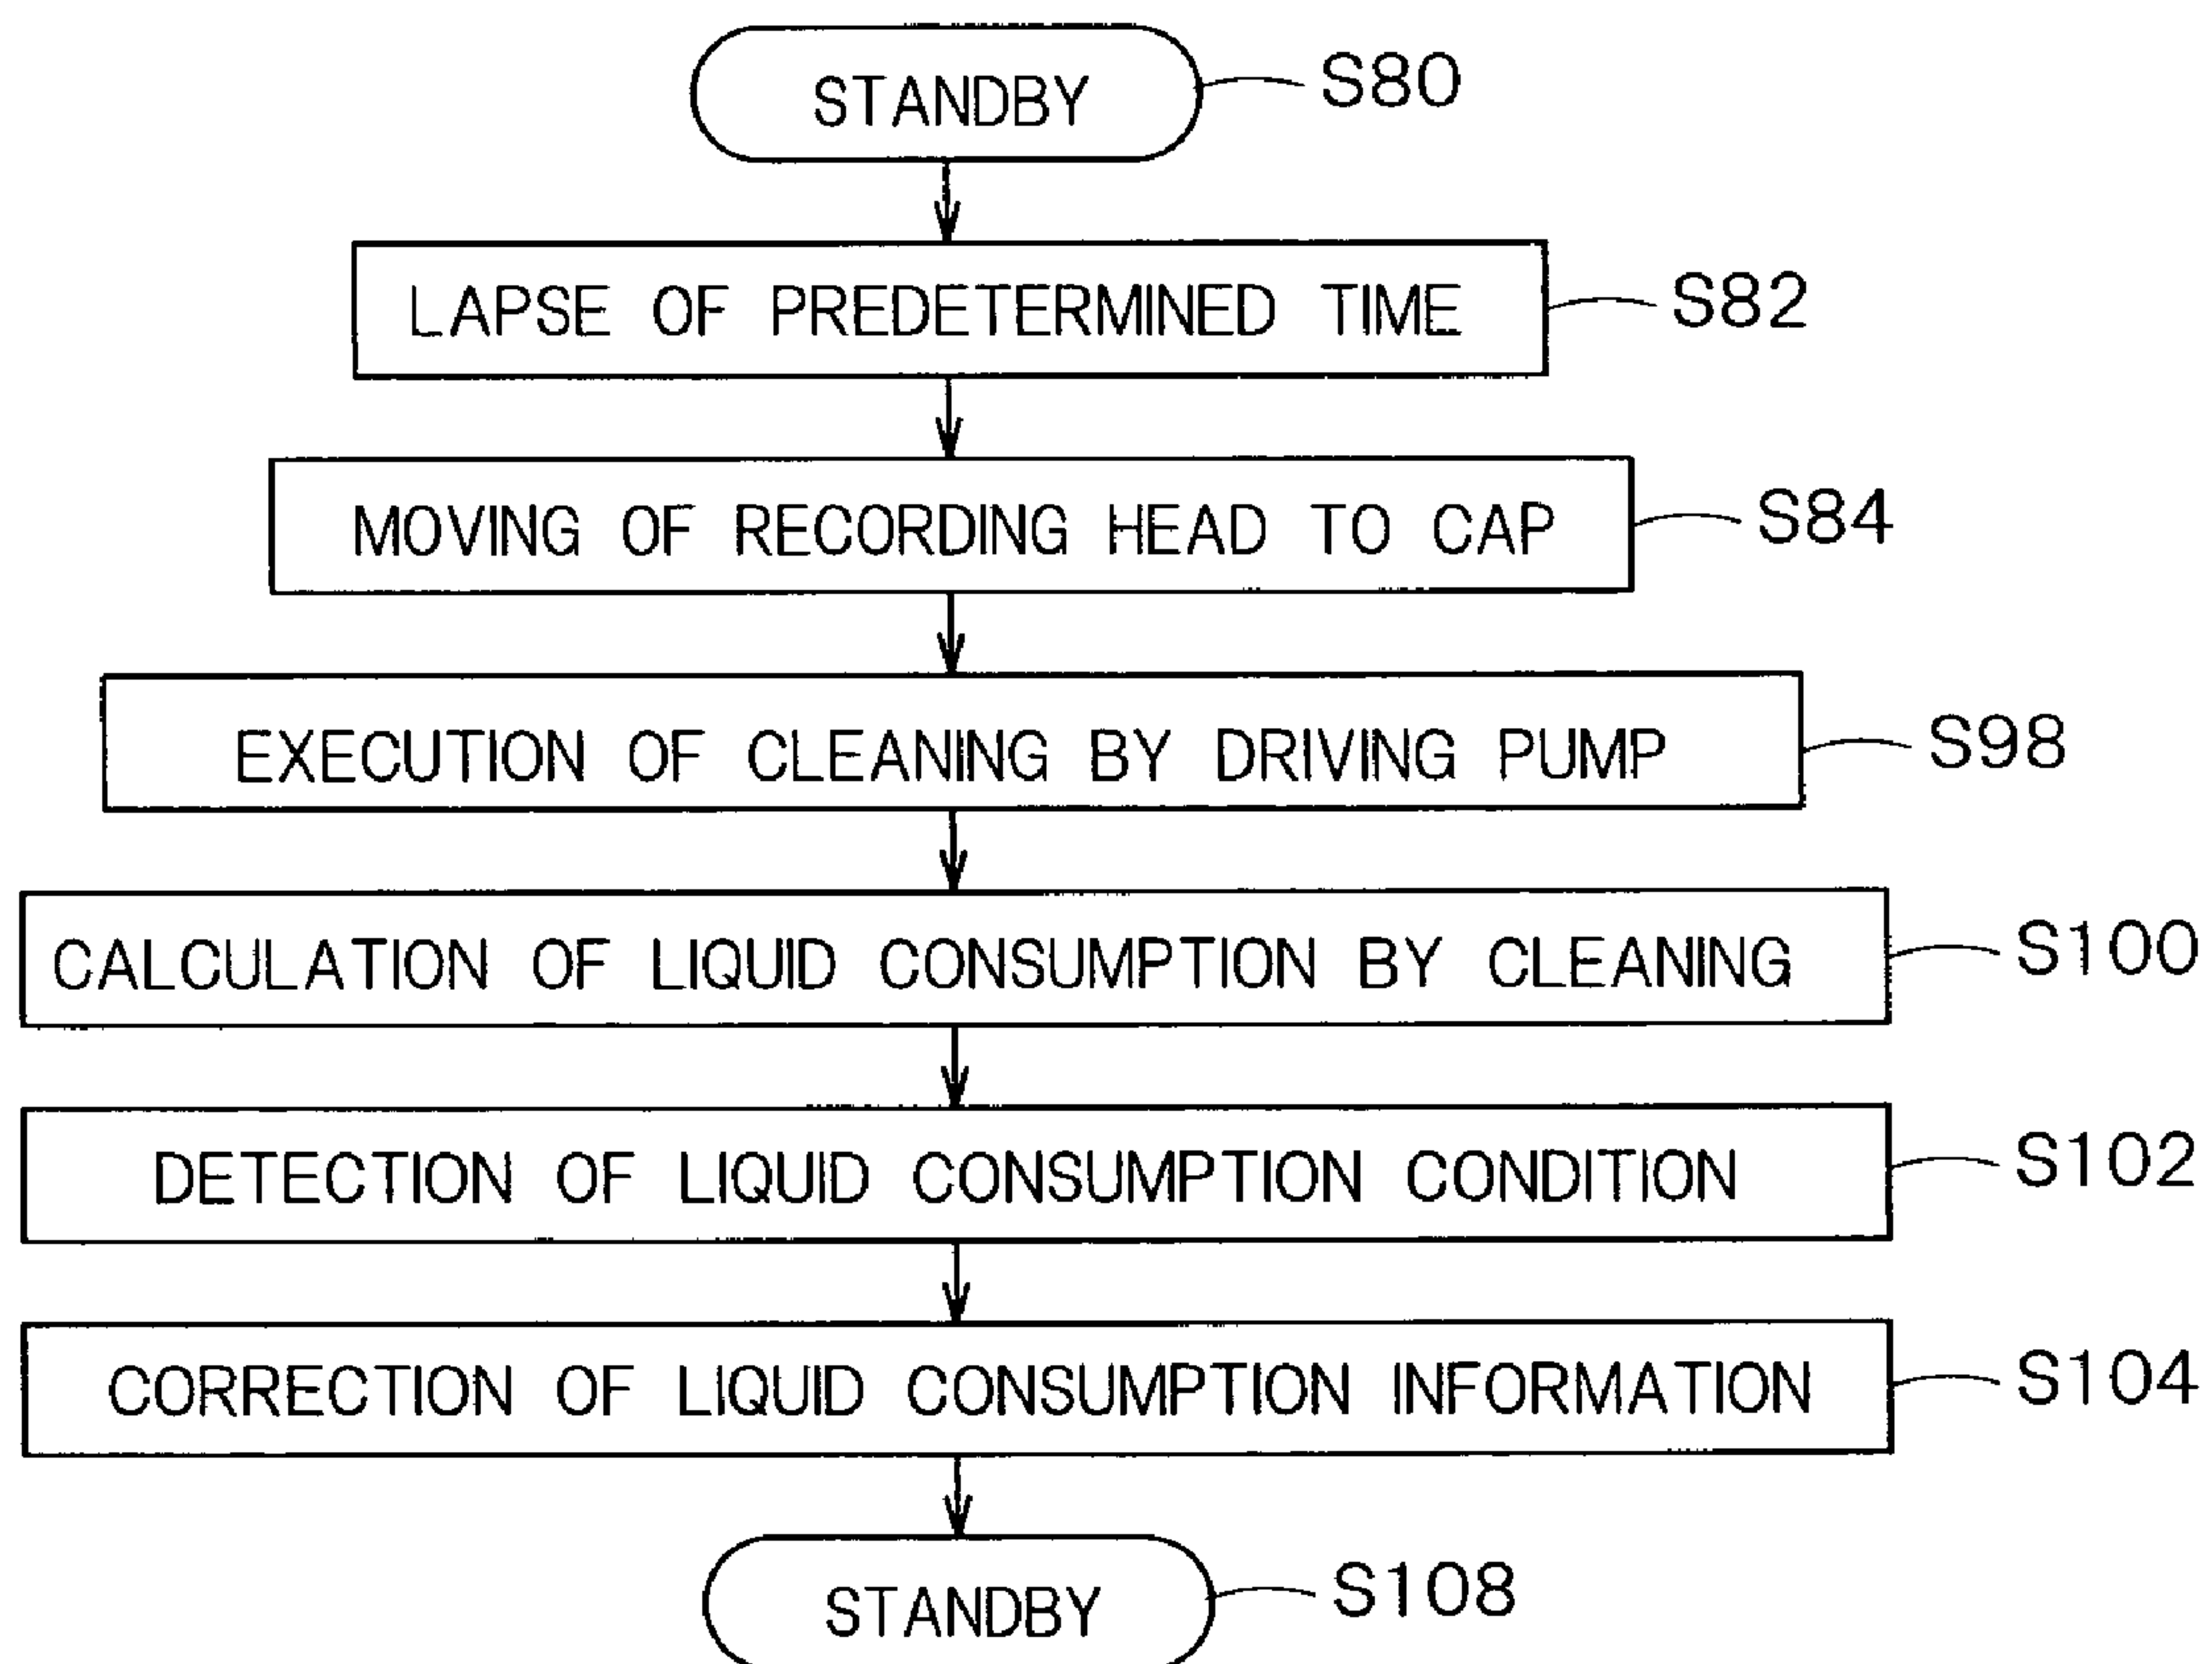 STANDBY S80
LAPSE OF PREDETERMINED TIME S82
MOVING OF RECORDING HEAD TO CAP S84
EXECUTION OF CLEANING BY DRIVING PUMP S98
CALCULATION OF LIQUID CONSUMPTION BY CLEANING S100
DETECTION OF LIQUID CONSUMPTION CONDITION S102
CORRECTION OF LIQUID CONSUMPTION INFORMATION S104
STANDBY S108